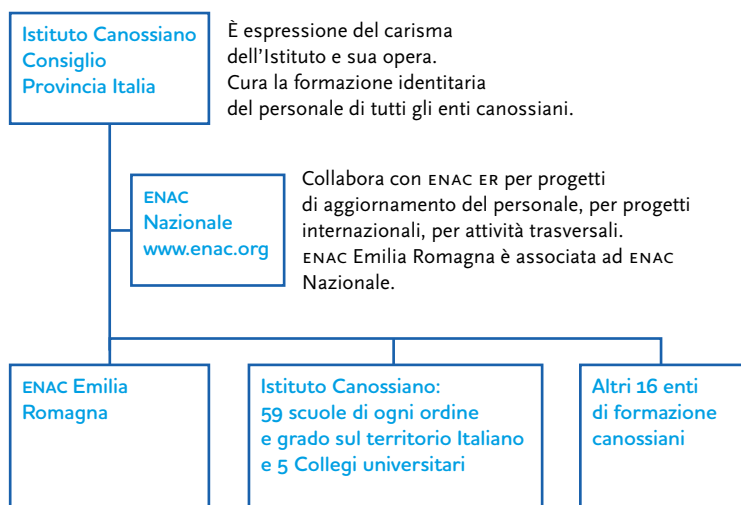 Istituto Canossiano
Consiglio
Provincia Italia
È espressione del carisma
dell’Istituto e sua opera.
Cura la formazione identitaria
del personale di tutti gli enti canossiani.
ENAC
Nazionale
www.enac.org
Collabora con ENAC ER per progetti
di aggiornamento del personale, per progetti
internazionali, per attività trasversali.
ENAC Emilia Romagna è associata ad ENAC
Nazionale.
ENAC Emilia
Romagna
Istituto Canossiano:
59 scuole di ogni ordine
e grado sul territorio Italiano
e 5 Collegi universitari
Altri 16 enti
di formazione
canossiani